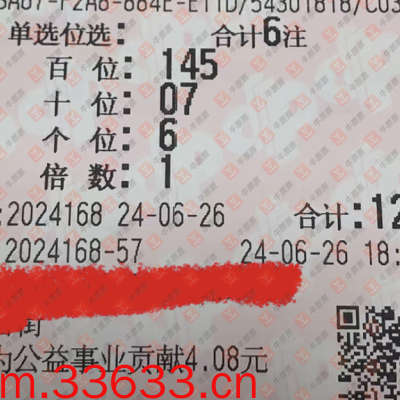 单选位选: 合计6注
百 位: 145
十 位: 07
个 位: 6
倍 数: 1
:2024168 24-06-26 合计:12
2024168-57 24-06-26 18:
为公益事业贡献4.08元
m.33633.cn